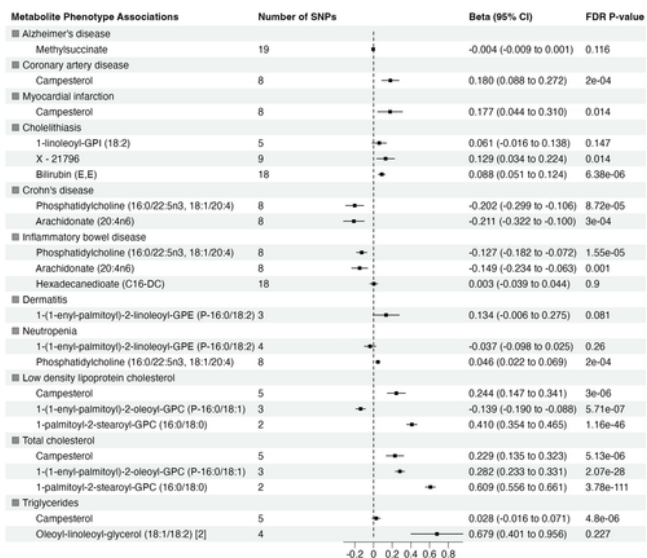 Metabolite Phenotype Associations Number of SNPs Beta (95% CI) FDR P-value
Alzheimer's disease
Methylsuccinate 19 -0.004 (-0.009 to 0.001) 0.116
Coronary artery disease
Campesterol 8 0.180 (0.088 to 0.272) 2e-04
Myocardial infarction
Campesterol 8 0.177 (0.044 to 0.310) 0.014
Cholelithiasis
1-linoleoyl-GPI (18:2) 5 0.061 (-0.016 to 0.138) 0.147
X - 21796 9 0.129 (0.034 to 0.224) 0.014
Bilirubin (E,E) 18 0.088 (0.051 to 0.124) 6.38e-06
Crohn's disease
Phosphatidylcholine (16:0/22:5n3, 18:1/20:4) 8 -0.202 (-0.299 to -0.106) 8.72e-05
Arachidonate (20:4n6) 8 -0.211 (-0.322 to -0.100) 3e-04
Inflammatory bowel disease
Phosphatidylcholine (16:0/22:5n3, 18:1/20:4) 8 -0.127 (-0.182 to -0.072) 1.55e-05
Arachidonate (20:4n6) 8 -0.149 (-0.234 to -0.063) 0.001
Hexadecanedioate (C16-DC) 18 0.003 (-0.039 to 0.044) 0.9
Dermatitis
1-(1-enyl-palmitoyl)-2-linoleoyl-GPE (P-16:0/18:2) 3 0.134 (-0.006 to 0.275) 0.081
Neutropenia
1-(1-enyl-palmitoyl)-2-linoleoyl-GPE (P-16:0/18:2) 4 -0.037 (-0.098 to 0.025) 0.26
Phosphatidylcholine (16:0/22:5n3, 18:1/20:4) 8 0.046 (0.022 to 0.069) 2e-04
Low density lipoprotein cholesterol
Campesterol 5 0.244 (0.147 to 0.341) 3e-06
1-(1-enyl-palmitoyl)-2-oleoyl-GPC (P-16:0/18:1) 3 -0.139 (-0.190 to -0.088) 5.71e-07
1-palmitoyl-2-stearoyl-GPC (16:0/18:0) 2 0.410 (0.354 to 0.465) 1.16e-46
Total cholesterol
Campesterol 5 0.229 (0.135 to 0.323) 5.13e-06
1-(1-enyl-palmitoyl)-2-oleoyl-GPC (P-16:0/18:1) 3 0.282 (0.233 to 0.331) 2.07e-28
1-palmitoyl-2-stearoyl-GPC (16:0/18:0) 2 0.609 (0.556 to 0.661) 3.78e-111
Triglycerides
Campesterol 5 0.028 (-0.016 to 0.071) 4.8e-06
Oleoyl-linoleoyl-glycerol (18:1/18:2) [2] 4 0.679 (0.401 to 0.956) 0.227
-0.2 0 0.2 0.4 0.6 0.8